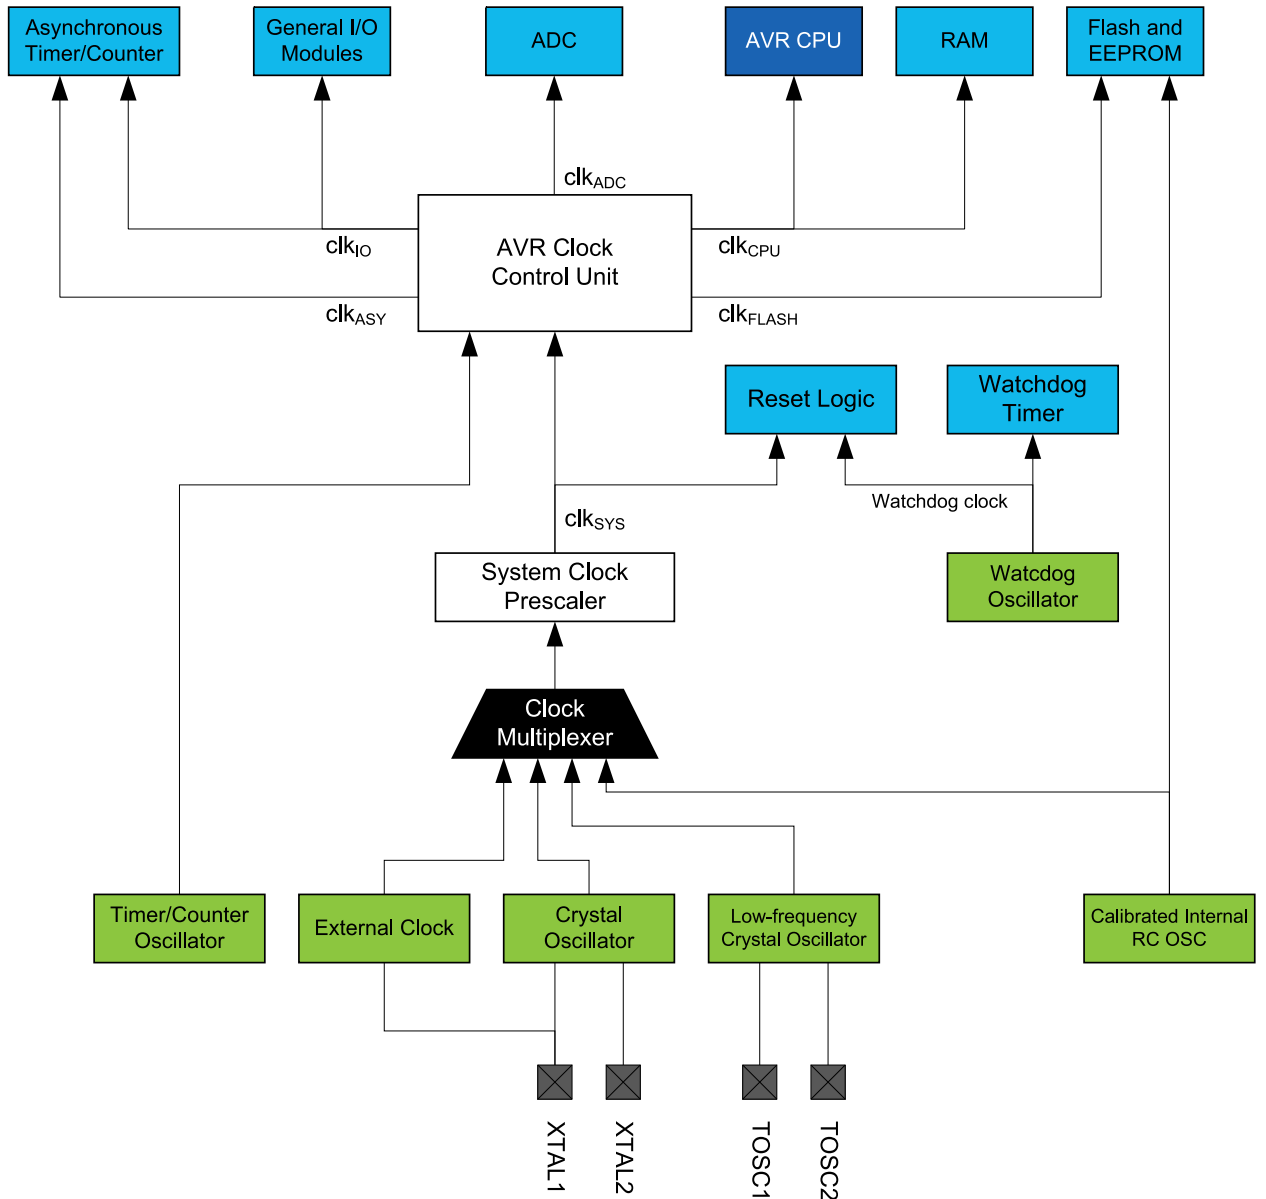 Asynchronous
Timer/Counter
General I/O
Modules
ADC
AVR CPU
RAM
Flash and
EEPROM
clkADC
AVR Clock
Control Unit
clkIO
clkCPU
clkASY
clkFLASH
Reset Logic
Watchdog
Timer
Watchdog clock
clkSYS
System Clock
Prescaler
Watcdog
Oscillator
Clock
Multiplexer
Timer/Counter
Oscillator
External Clock
Crystal
Oscillator
Low-frequency
Crystal Oscillator
Calibrated Internal
RC OSC
XTAL1
XTAL2
TOSC1
TOSC2